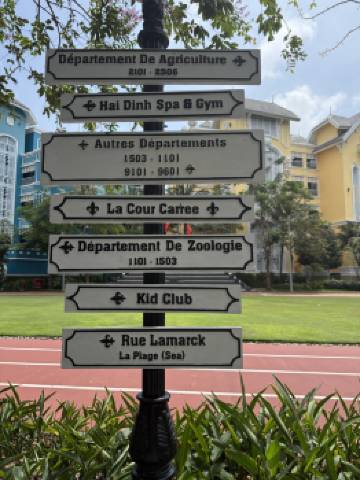 Département De Agriculture
2101 - 2306
Hai Dinh Spa & Gym
Autres Départements
1503 - 1101
9101 - 9601
La Cour Carree
Département De Zoologie
1101 - 1503
Kid Club
Rue Lamarck
La Plage (Sea)